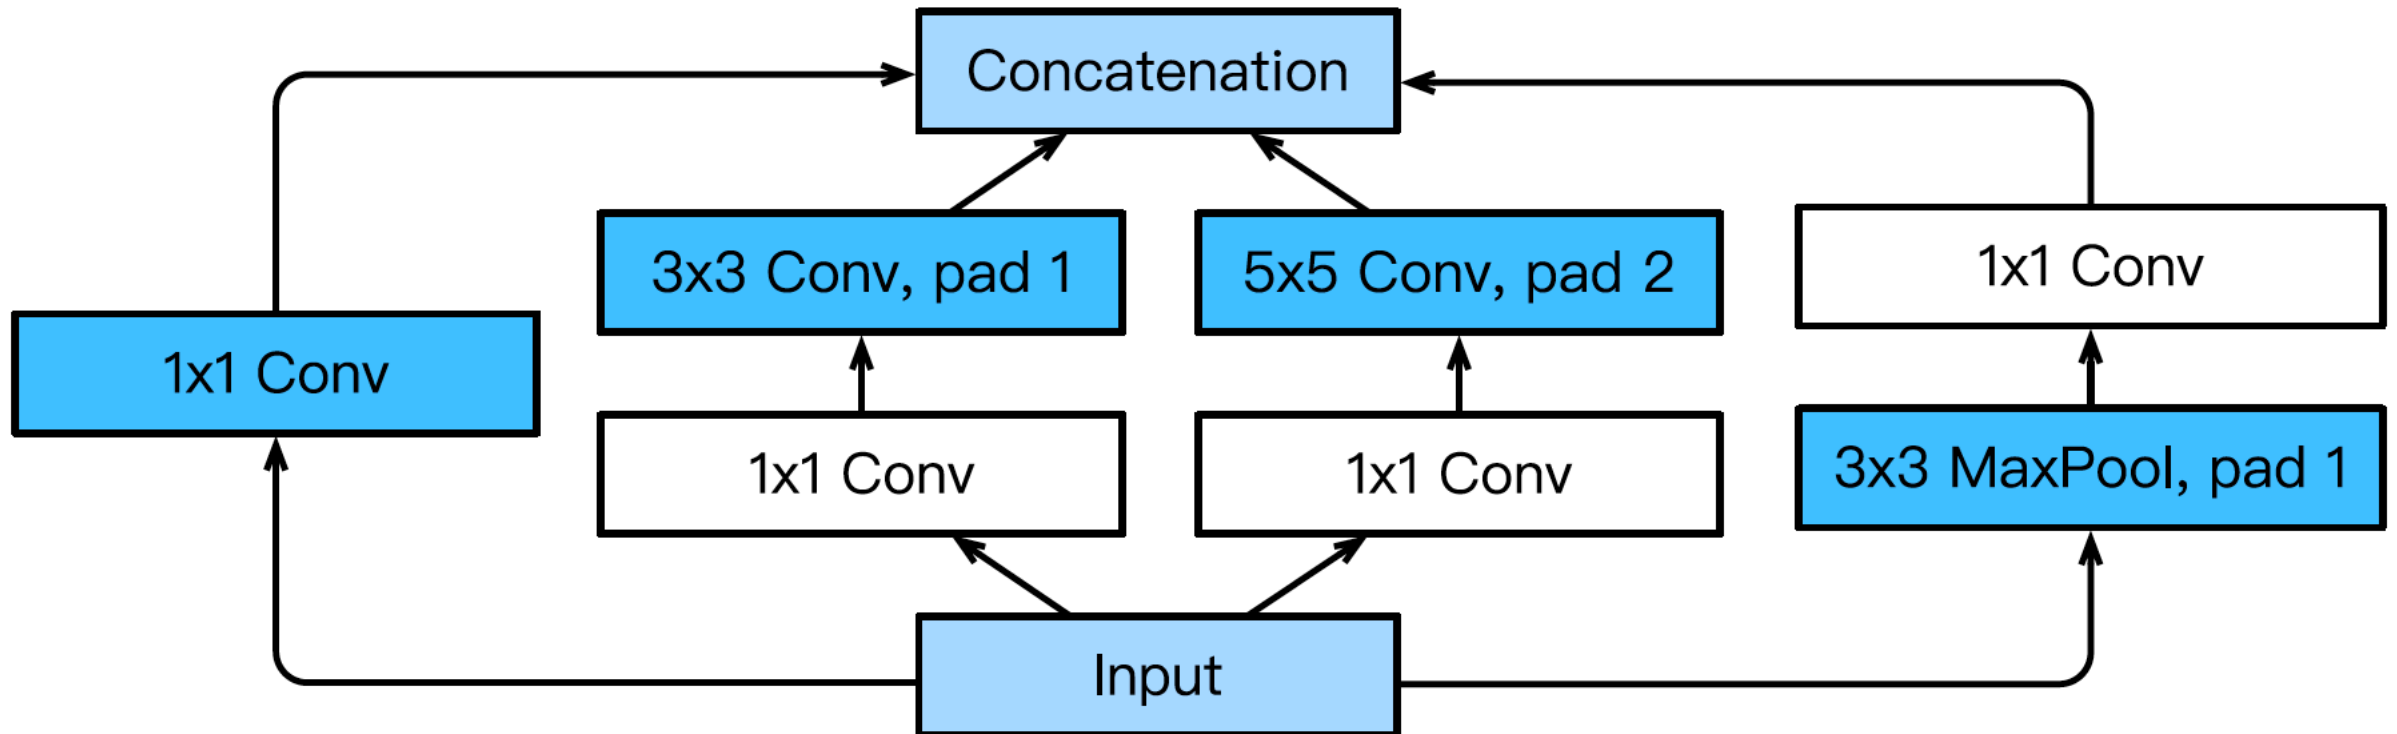 Concatenation
3x3 Conv, pad 1
5x5 Conv, pad 2
1x1 Conv
1x1 Conv
1x1 Conv
1x1 Conv
3x3 MaxPool, pad 1
Input